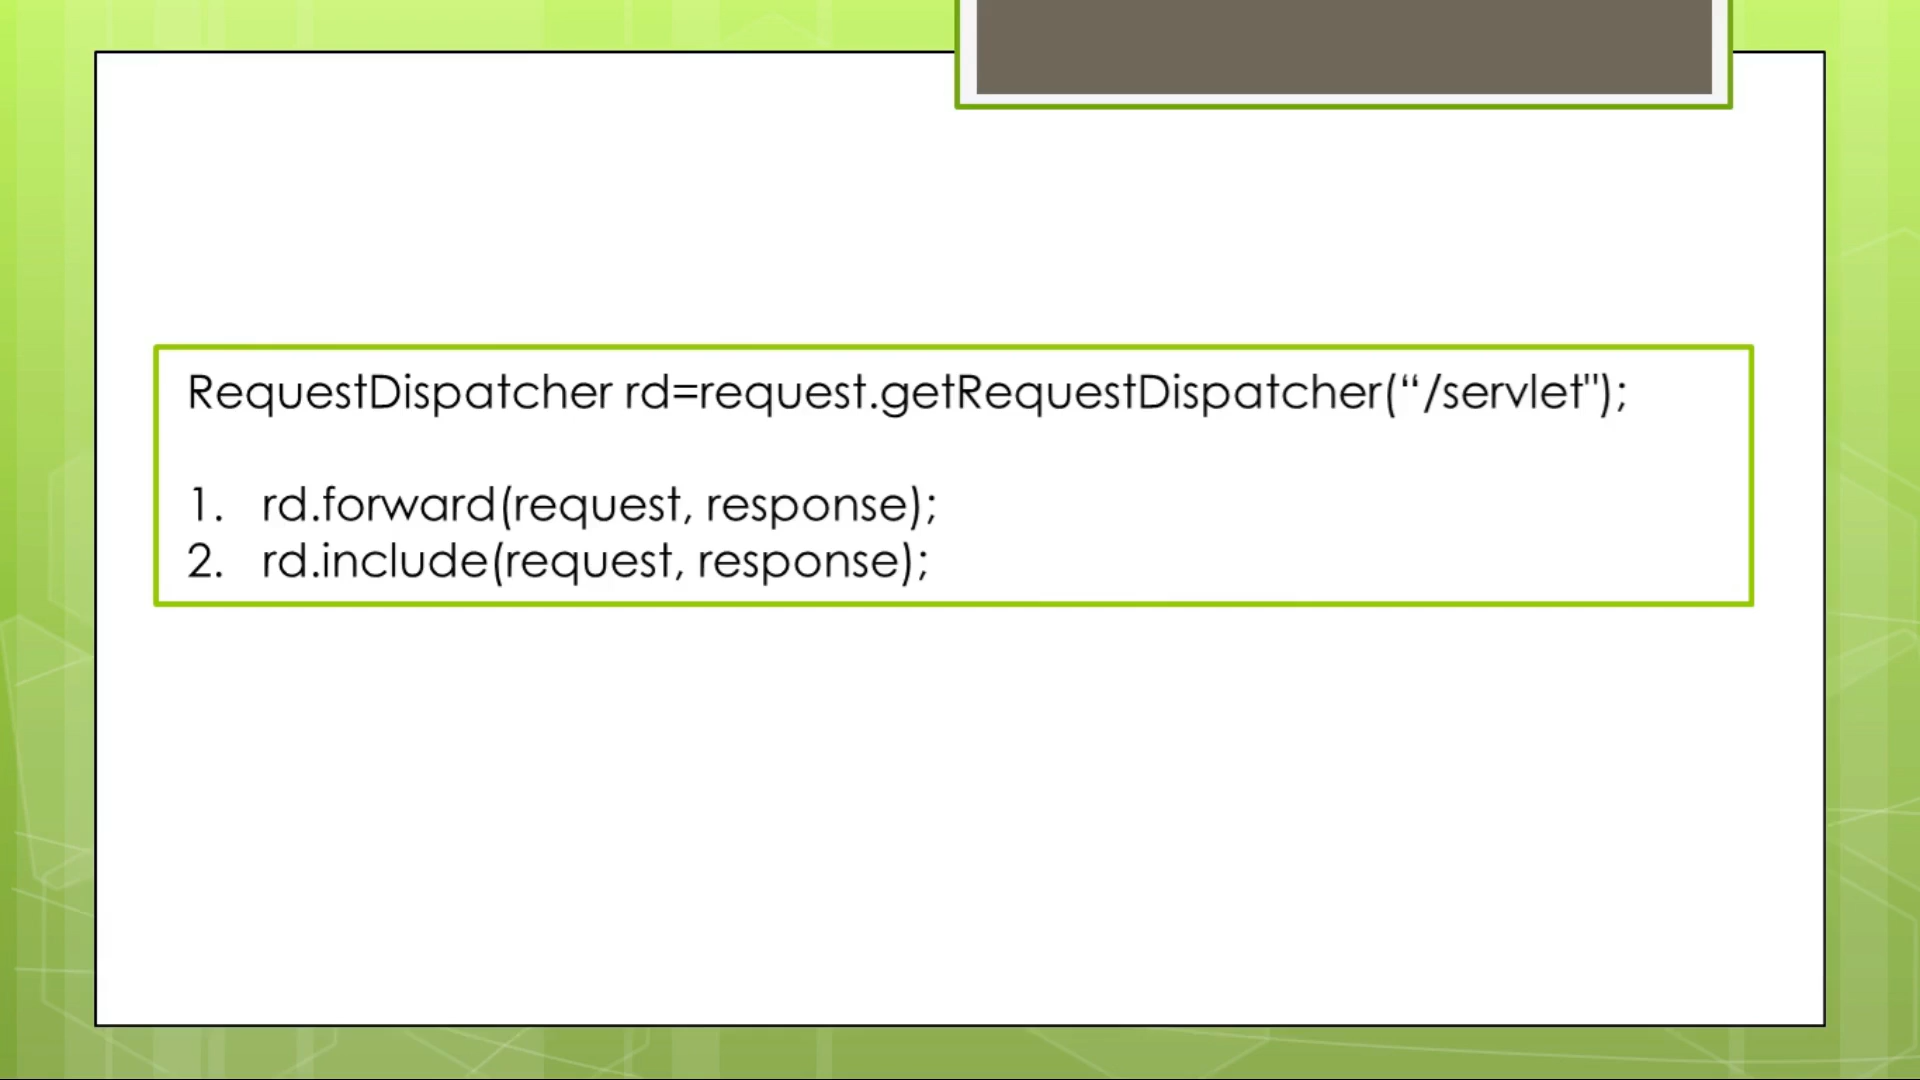 RequestDispatcher rd=request.getRequestDispatcher(“/servlet");
1. rd.forward(request, response);
2. rd.include(request, response);